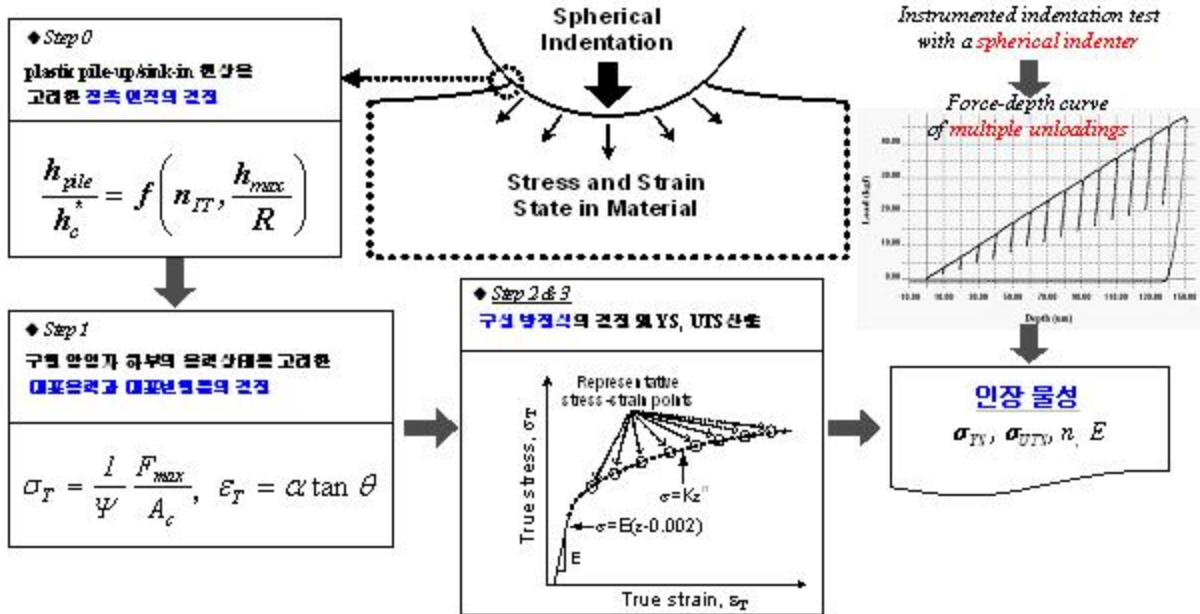 ◆ Step 0
plastic pile-up/sink-in 현상을
고려한 접촉 면적의 결정
h_pile / h_c^* = f ( n_IT , h_max / R )
Spherical
Indentation
Stress and Strain
State in Material
Instrumented indentation test
with a spherical indenter
Force-depth curve
of multiple unloadings
Load (kgf)
Depth (um)
◆ Step 1
구형 압입자 하부의 응력상태를 고려한
대표응력과 대표변형률의 결정
σ_T = 1/Ψ F_max/A_c , ε_T = α tan θ
◆ Step 2 & 3
구성 방정식의 결정 및 YS, UTS 산출
Representative
stress-strain points
True stress, σ_T
σ=Kε^n
σ=E(ε-0.002)
E
True strain, ε_T
인장 물성
σ_YS, σ_UTS, n, E